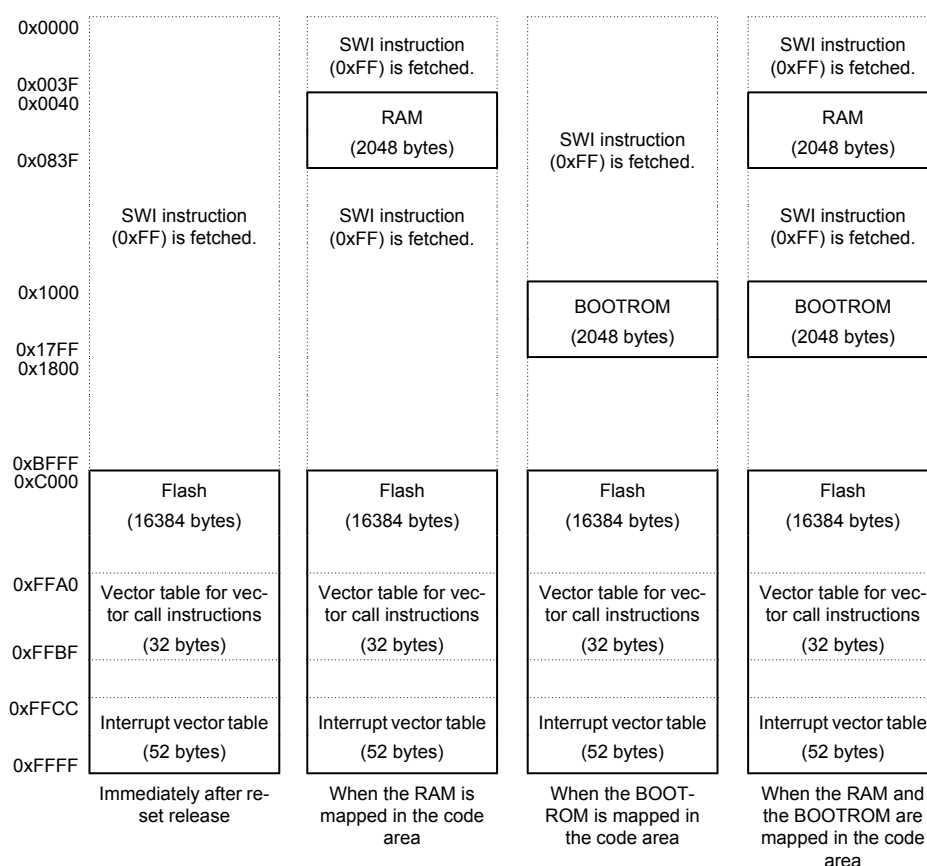 0x0000
0x003F
0x0040
0x083F
0x1000
0x17FF
0x1800
0xBFFF
0xC000
0xFFA0
0xFFBF
0xFFCC
0xFFFF
SWI instruction
(0xFF) is fetched.
Flash
(16384 bytes)
Vector table for vec-
tor call instructions
(32 bytes)
Interrupt vector table
(52 bytes)
Immediately after re-
set release
SWI instruction
(0xFF) is fetched.
RAM
(2048 bytes)
SWI instruction
(0xFF) is fetched.
Flash
(16384 bytes)
Vector table for vec-
tor call instructions
(32 bytes)
Interrupt vector table
(52 bytes)
When the RAM is
mapped in the code
area
SWI instruction
(0xFF) is fetched.
BOOTROM
(2048 bytes)
Flash
(16384 bytes)
Vector table for vec-
tor call instructions
(32 bytes)
Interrupt vector table
(52 bytes)
When the BOOT-
ROM is mapped in
the code area
SWI instruction
(0xFF) is fetched.
RAM
(2048 bytes)
SWI instruction
(0xFF) is fetched.
BOOTROM
(2048 bytes)
Flash
(16384 bytes)
Vector table for vec-
tor call instructions
(32 bytes)
Interrupt vector table
(52 bytes)
When the RAM and
the BOOTROM are
mapped in the code
area